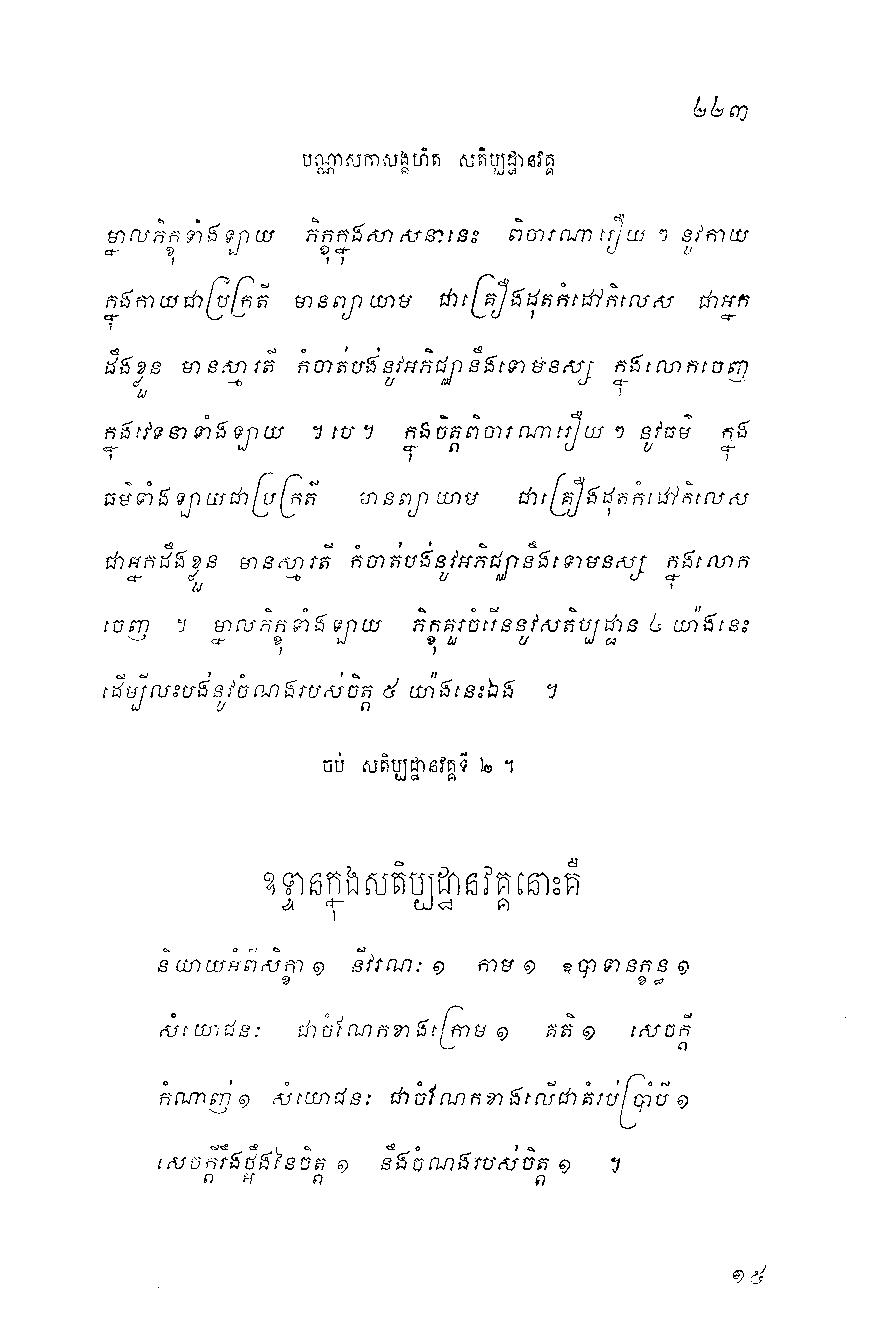 ២២៣
បណ្ណាសកាសង្គហិត សតិប្បដ្ឋានវគ្គ
ម្នាលភិក្ខុទាំងឡាយ ភិក្ខុក្នុងសាសនានេះ ពិចារណារឿយ ៗ នូវកាយ
ក្នុងកាយជាប្រក្រតី មានព្យាយាម ជាគ្រឿងដុតកំដៅកិលេស ជាអ្នក
ដឹងខ្លួន មានស្មារតី កំចាត់បង់នូវអភិជ្ឈានឹងទោមនស្ស ក្នុងលោកចេញ
ក្នុងវេទនាទាំងឡាយ ។ បេ ។ ក្នុងចិត្តពិចារណារឿយ ៗ នូវធម៌ ក្នុង
ធម៌ទាំងឡាយជាប្រក្រតី មានព្យាយាម ជាគ្រឿងដុតកំដៅកិលេស
ជាអ្នកដឹងខ្លួន មានស្មារតី កំចាត់បង់នូវអភិជ្ឈានឹងទោមនស្ស ក្នុងលោក
ចេញ ។ ម្នាលភិក្ខុទាំងឡាយ ភិក្ខុគួរចំរើននូវសតិប្បដ្ឋាន ៤ យ៉ាងនេះ
ដើម្បីលះបង់នូវចំណងរបស់ចិត្ត ៥ យ៉ាងនេះឯង ។
ចប់ សតិប្បដ្ឋានវគ្គទី ២ ។
ឧទ្ទានក្នុងសតិប្បដ្ឋានវគ្គនោះគឺ
និយាយអំពីសិក្ខា ១ នីវរណៈ ១ កាម ១ ឧបាទានក្ខន្ធ ១
សំយោជនៈ ជាចំណែកខាងក្រោម ១ គតិ ១ សេចក្តី
កំណាញ់ ១ សំយោជនៈ ជាចំណែកខាងលើជាគំរប់ប្រាំបី ១
សេចក្តីរឹងថ្អឹងនៃចិត្ត ១ នឹងចំណងរបស់ចិត្ត ១ ។
១៥